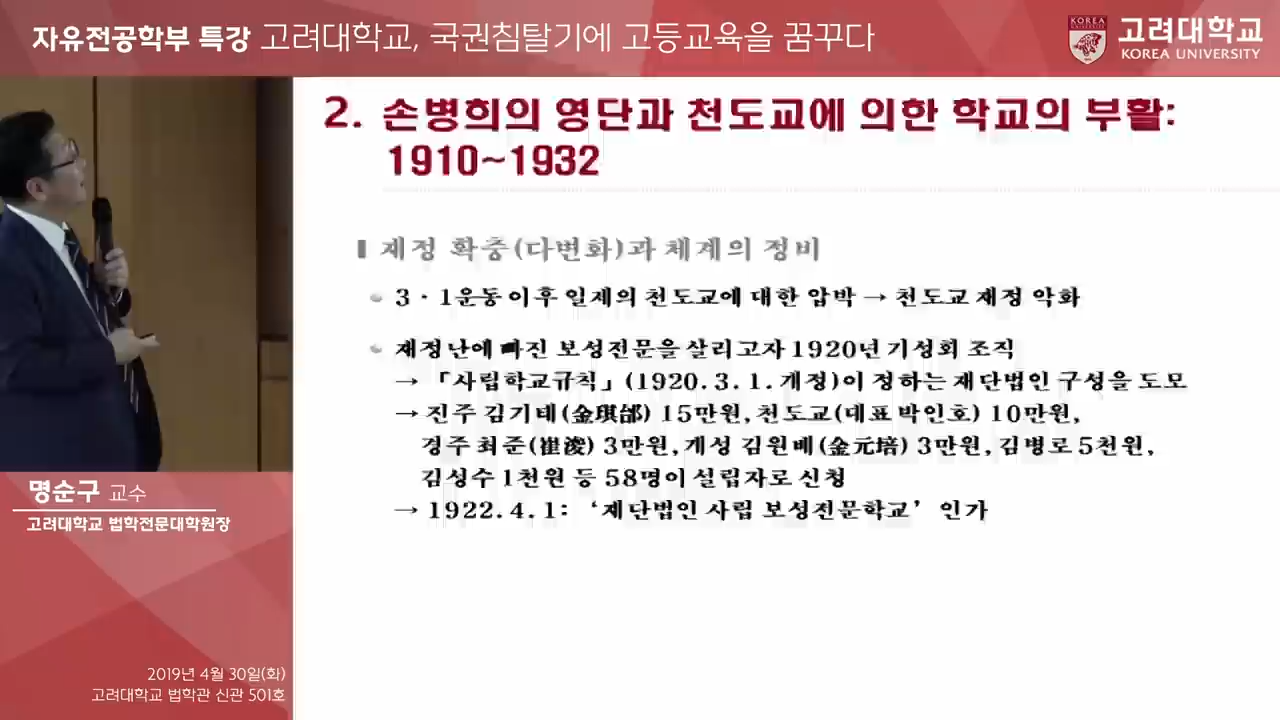 자유전공학부 특강 고려대학교, 국권침탈기에 고등교육을 꿈꾸다
KOREA
고려대학교
KOREA UNIVERSITY
2. 손병희의 영단과 천도교에 의한 학교의 부활:
1910~1932
재정 확충(다변화)과 체계의 정비
3·1운동 이후 일제의 천도교에 대한 압박 → 천도교 재정 악화
재정난에 빠진 보성전문을 살리고자 1920년 기성회 조직
→ 「사립학교규칙」(1920.3.1.개정)이 정하는 재단법인 구성을 도모
→ 진주 김기태(金琪邰) 15만원, 천도교(대표 박인호) 10만원,
경주 최준(崔浚) 3만원, 개성 김원배(金元培) 3만원, 김병로 5천원,
김성수 1천원 등 58명이 설립자로 신청
→ 1922.4.1: ‘재단법인 사립 보성전문학교’ 인가
명순구 교수
고려대학교 법학전문대학원장
2019년 4월 30일(화)
고려대학교 법학관 신관 501호